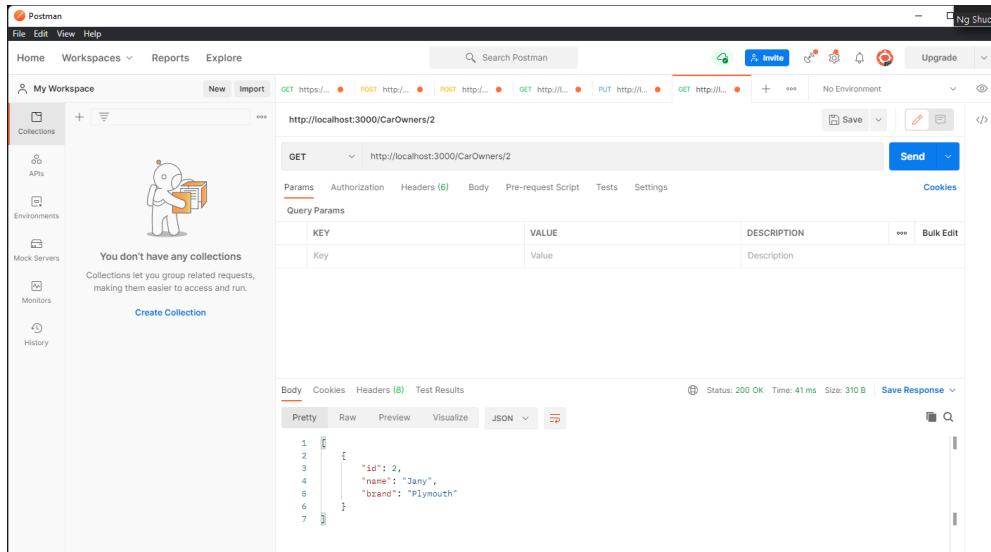 Postman
Ng Shuo
File Edit View Help
Home Workspaces Reports Explore
Search Postman
Invite
Upgrade
My Workspace
New Import
GET https:/... POST http:/... POST http:/... GET http://l... PUT http://l... GET http://l...
No Environment
Collections
APIs
Environments
Mock Servers
Monitors
History
You don't have any collections
Collections let you group related requests,
making them easier to access and run.
Create Collection
http://localhost:3000/CarOwners/2
Save
GET http://localhost:3000/CarOwners/2
Send
Params Authorization Headers (6) Body Pre-request Script Tests Settings
Cookies
Query Params
KEY VALUE DESCRIPTION Bulk Edit
Key Value Description
Body Cookies Headers (8) Test Results
Status: 200 OK Time: 41 ms Size: 310 B Save Response
Pretty Raw Preview Visualize JSON
1 [
2 {
3 "id": 2,
4 "name": "Jany",
5 "brand": "Plymouth"
6 }
7 ]